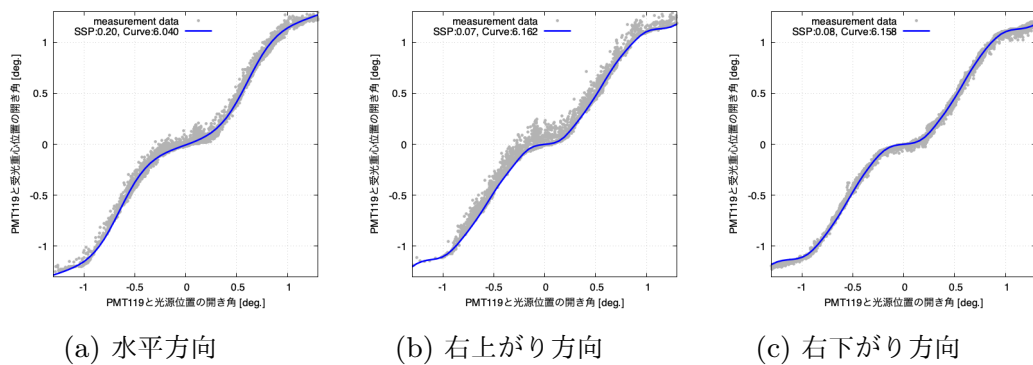 measurement data
SSP:0.20, Curve:6.040
PMT119と受光重心位置の開き角 [deg.]
1
0.5
0
-0.5
-1
-1 -0.5 0 0.5 1
PMT119と光源位置の開き角 [deg.]
(a) 水平方向
measurement data
SSP:0.07, Curve:6.162
PMT119と受光重心位置の開き角 [deg.]
1
0.5
0
-0.5
-1
-1 -0.5 0 0.5 1
PMT119と光源位置の開き角 [deg.]
(b) 右上がり方向
measurement data
SSP:0.08, Curve:6.158
PMT119と受光重心位置の開き角 [deg.]
1
0.5
0
-0.5
-1
-1 -0.5 0 0.5 1
PMT119と光源位置の開き角 [deg.]
(c) 右下がり方向